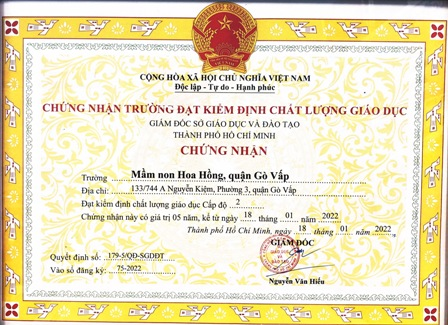 CỘNG HÒA XÃ HỘI CHỦ NGHĨA VIỆT NAM
Độc lập - Tự do - Hạnh phúc
CHỨNG NHẬN TRƯỜNG ĐẠT KIỂM ĐỊNH CHẤT LƯỢNG GIÁO DỤC
GIÁM ĐỐC SỞ GIÁO DỤC VÀ ĐÀO TẠO
THÀNH PHỐ HỒ CHÍ MINH
CHỨNG NHẬN
Trường Mầm non Hoa Hồng, quận Gò Vấp
Địa chỉ: 133/744 A Nguyễn Kiệm, Phường 3, quận Gò Vấp
Đạt kiểm định chất lượng giáo dục Cấp độ 2
Chứng nhận này có giá trị 05 năm, kể từ ngày 18 tháng 01 năm 2022
Thành phố Hồ Chí Minh, ngày 18 tháng 01 năm 2022
GIÁM ĐỐC
Quyết định số: 179-5/QĐ-SGDĐT
Vào sổ đăng ký: 75-2022
Nguyễn Văn Hiếu